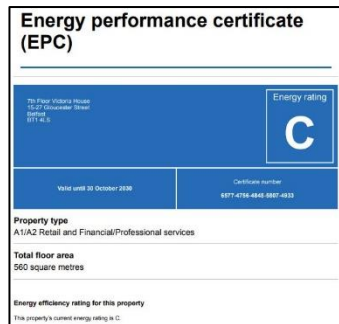 Energy performance certificate
(EPC)
7th Floor Victoria House
15-27 Gloucester Street
Belfast
BT1 4LS
Energy rating
C
Valid until 30 October 2030
Certificate number
6577-4756-4848-5807-4933
Property type
A1/A2 Retail and Financial/Professional services
Total floor area
560 square metres
Energy efficiency rating for this property
This property's current energy rating is C.